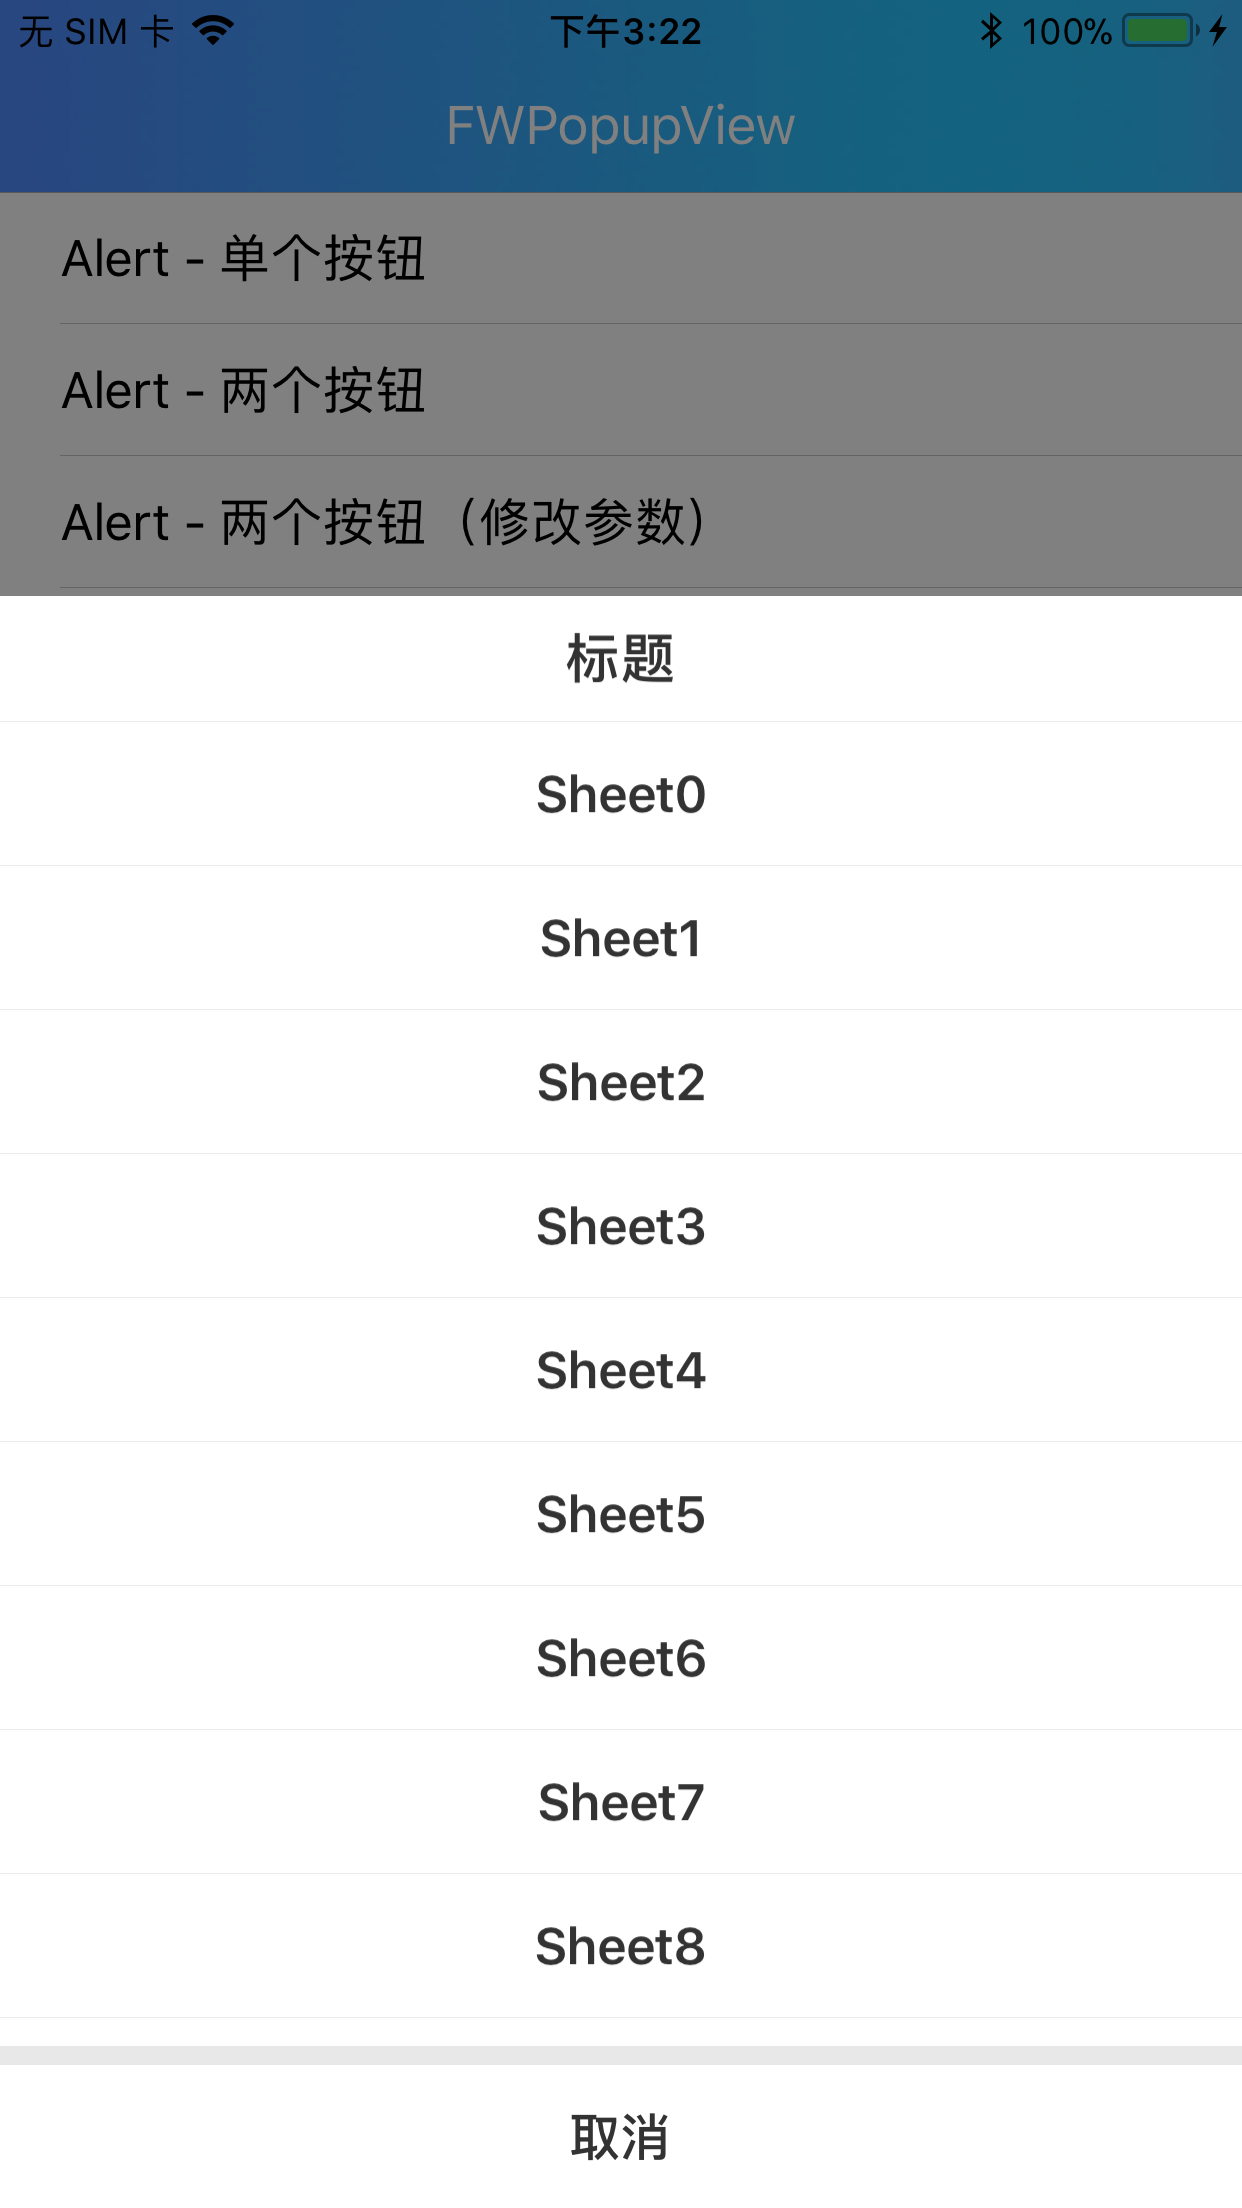 无 SIM 卡 下午3:22 100%
FWPopupView
Alert - 单个按钮
Alert - 两个按钮
Alert - 两个按钮（修改参数）
标题
Sheet0
Sheet1
Sheet2
Sheet3
Sheet4
Sheet5
Sheet6
Sheet7
Sheet8
取消